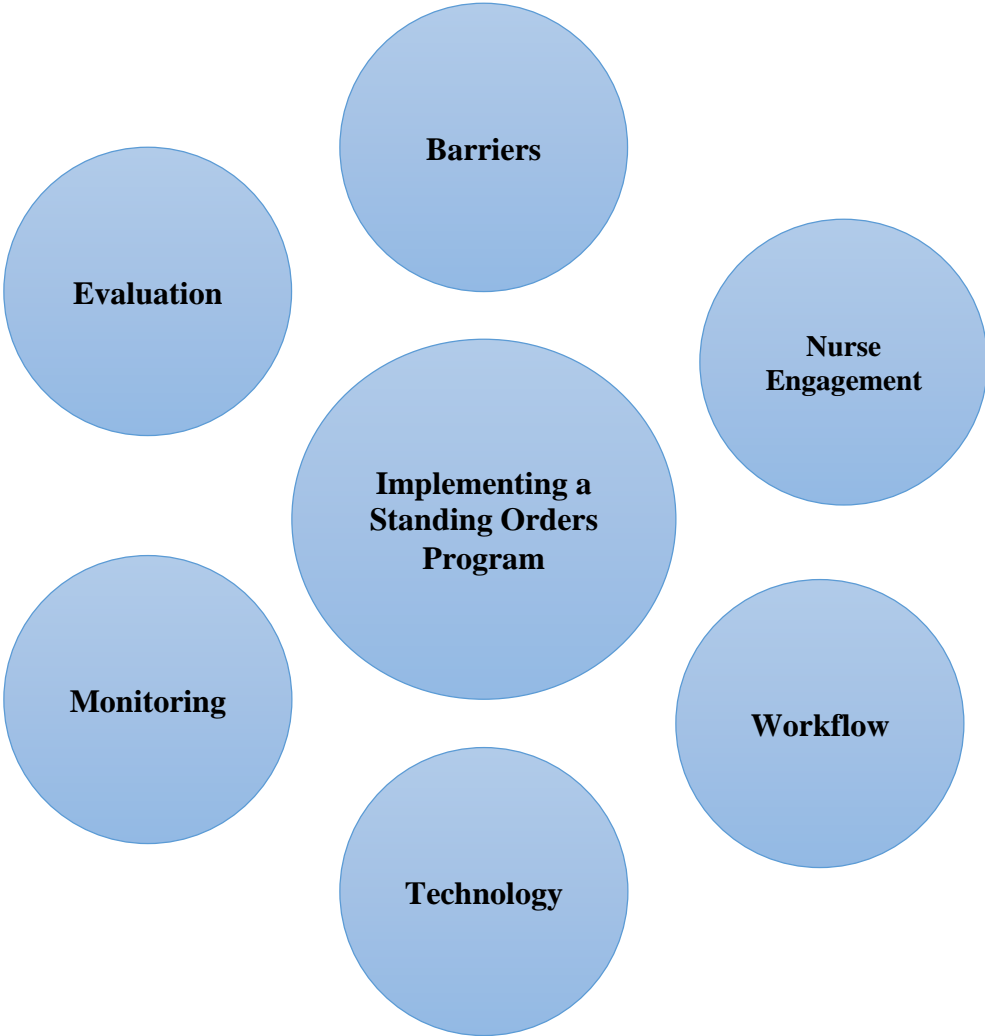 Barriers
Evaluation
Nurse
Engagement
Implementing a
Standing Orders
Program
Monitoring
Workflow
Technology